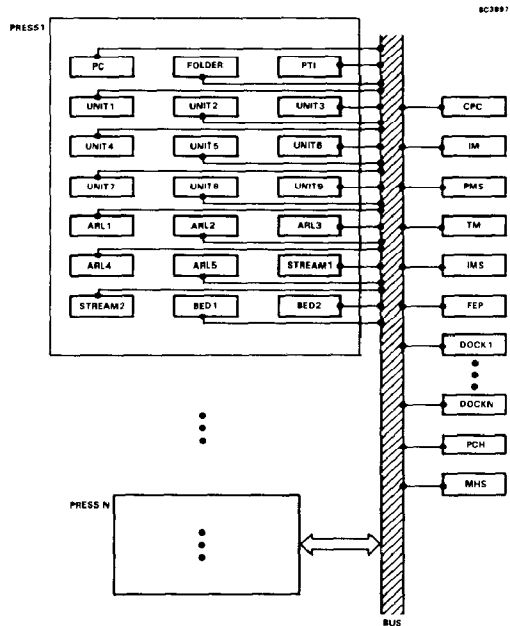 SC3897
PRESS1
PC FOLDER PTI
UNIT1 UNIT2 UNIT3
CPC
UNIT4 UNIT5 UNIT6
IM
UNIT7 UNIT8 UNIT9
PMS
ARL1 ARL2 ARL3
TM
ARL4 ARL5 STREAM1
IMS
STREAM2 BED1 BED2
FEP
DOCK1
DOCKN
PCH
MHS
PRESS N
BUS